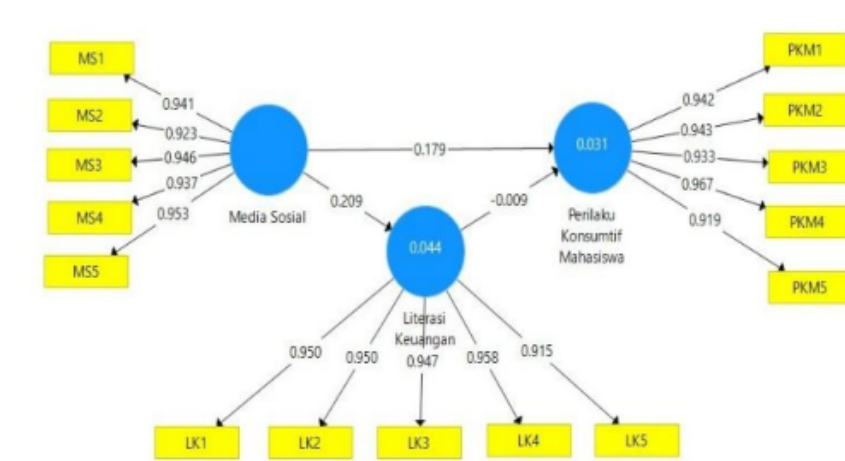 MS1
MS2
MS3
MS4
MS5
0.941
0.923
0.946
0.937
0.953
Media Sosial
0.179
0.209
-0.009
0.044
Literasi
Keuangan
0.031
Perilaku
Konsumtif
Mahasiswa
0.942
0.943
0.933
0.967
0.919
PKM1
PKM2
PKM3
PKM4
PKM5
0.950
0.950
0.947
0.958
0.915
LK1
LK2
LK3
LK4
LK5